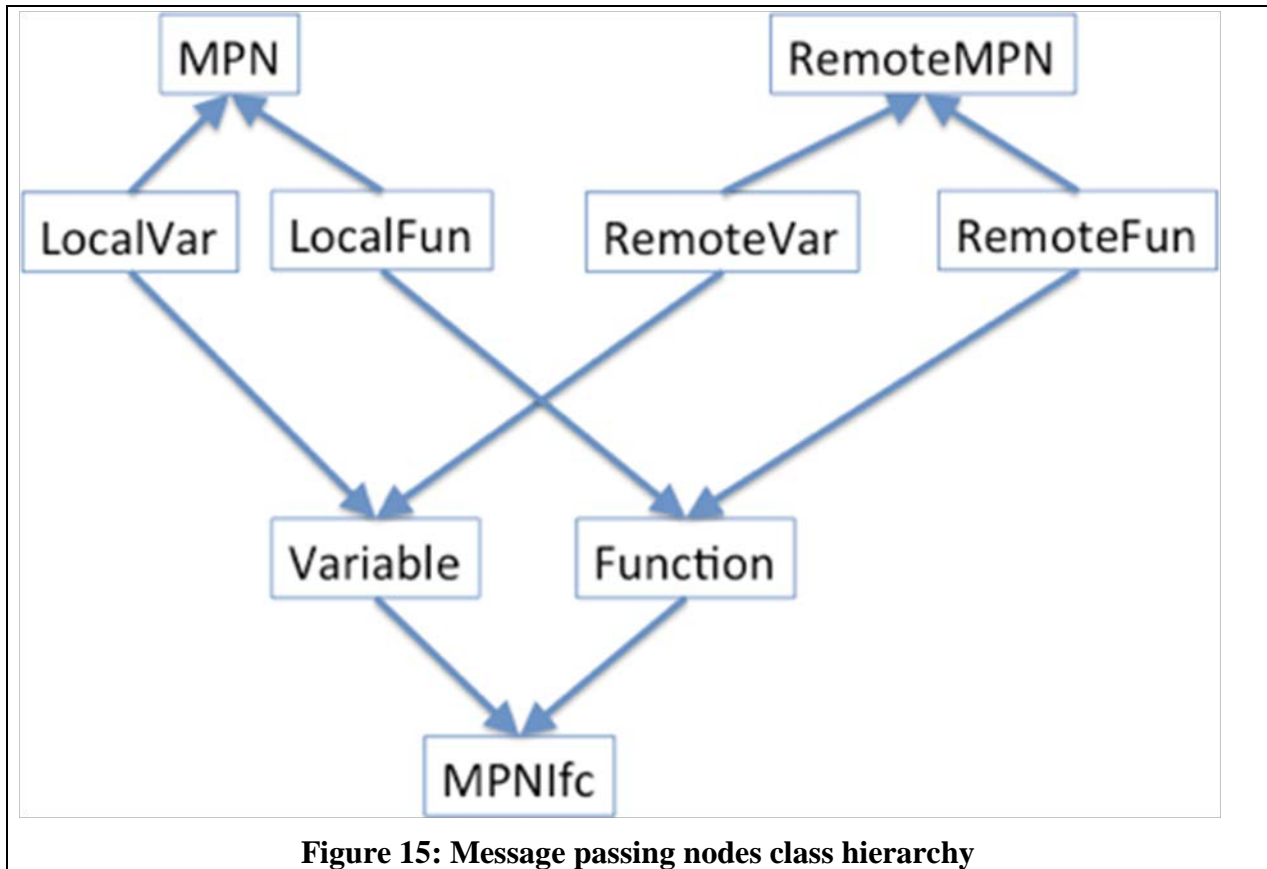 MPN
RemoteMPN
LocalVar
LocalFun
RemoteVar
RemoteFun
Variable
Function
MPNIfc
Figure 15: Message passing nodes class hierarchy